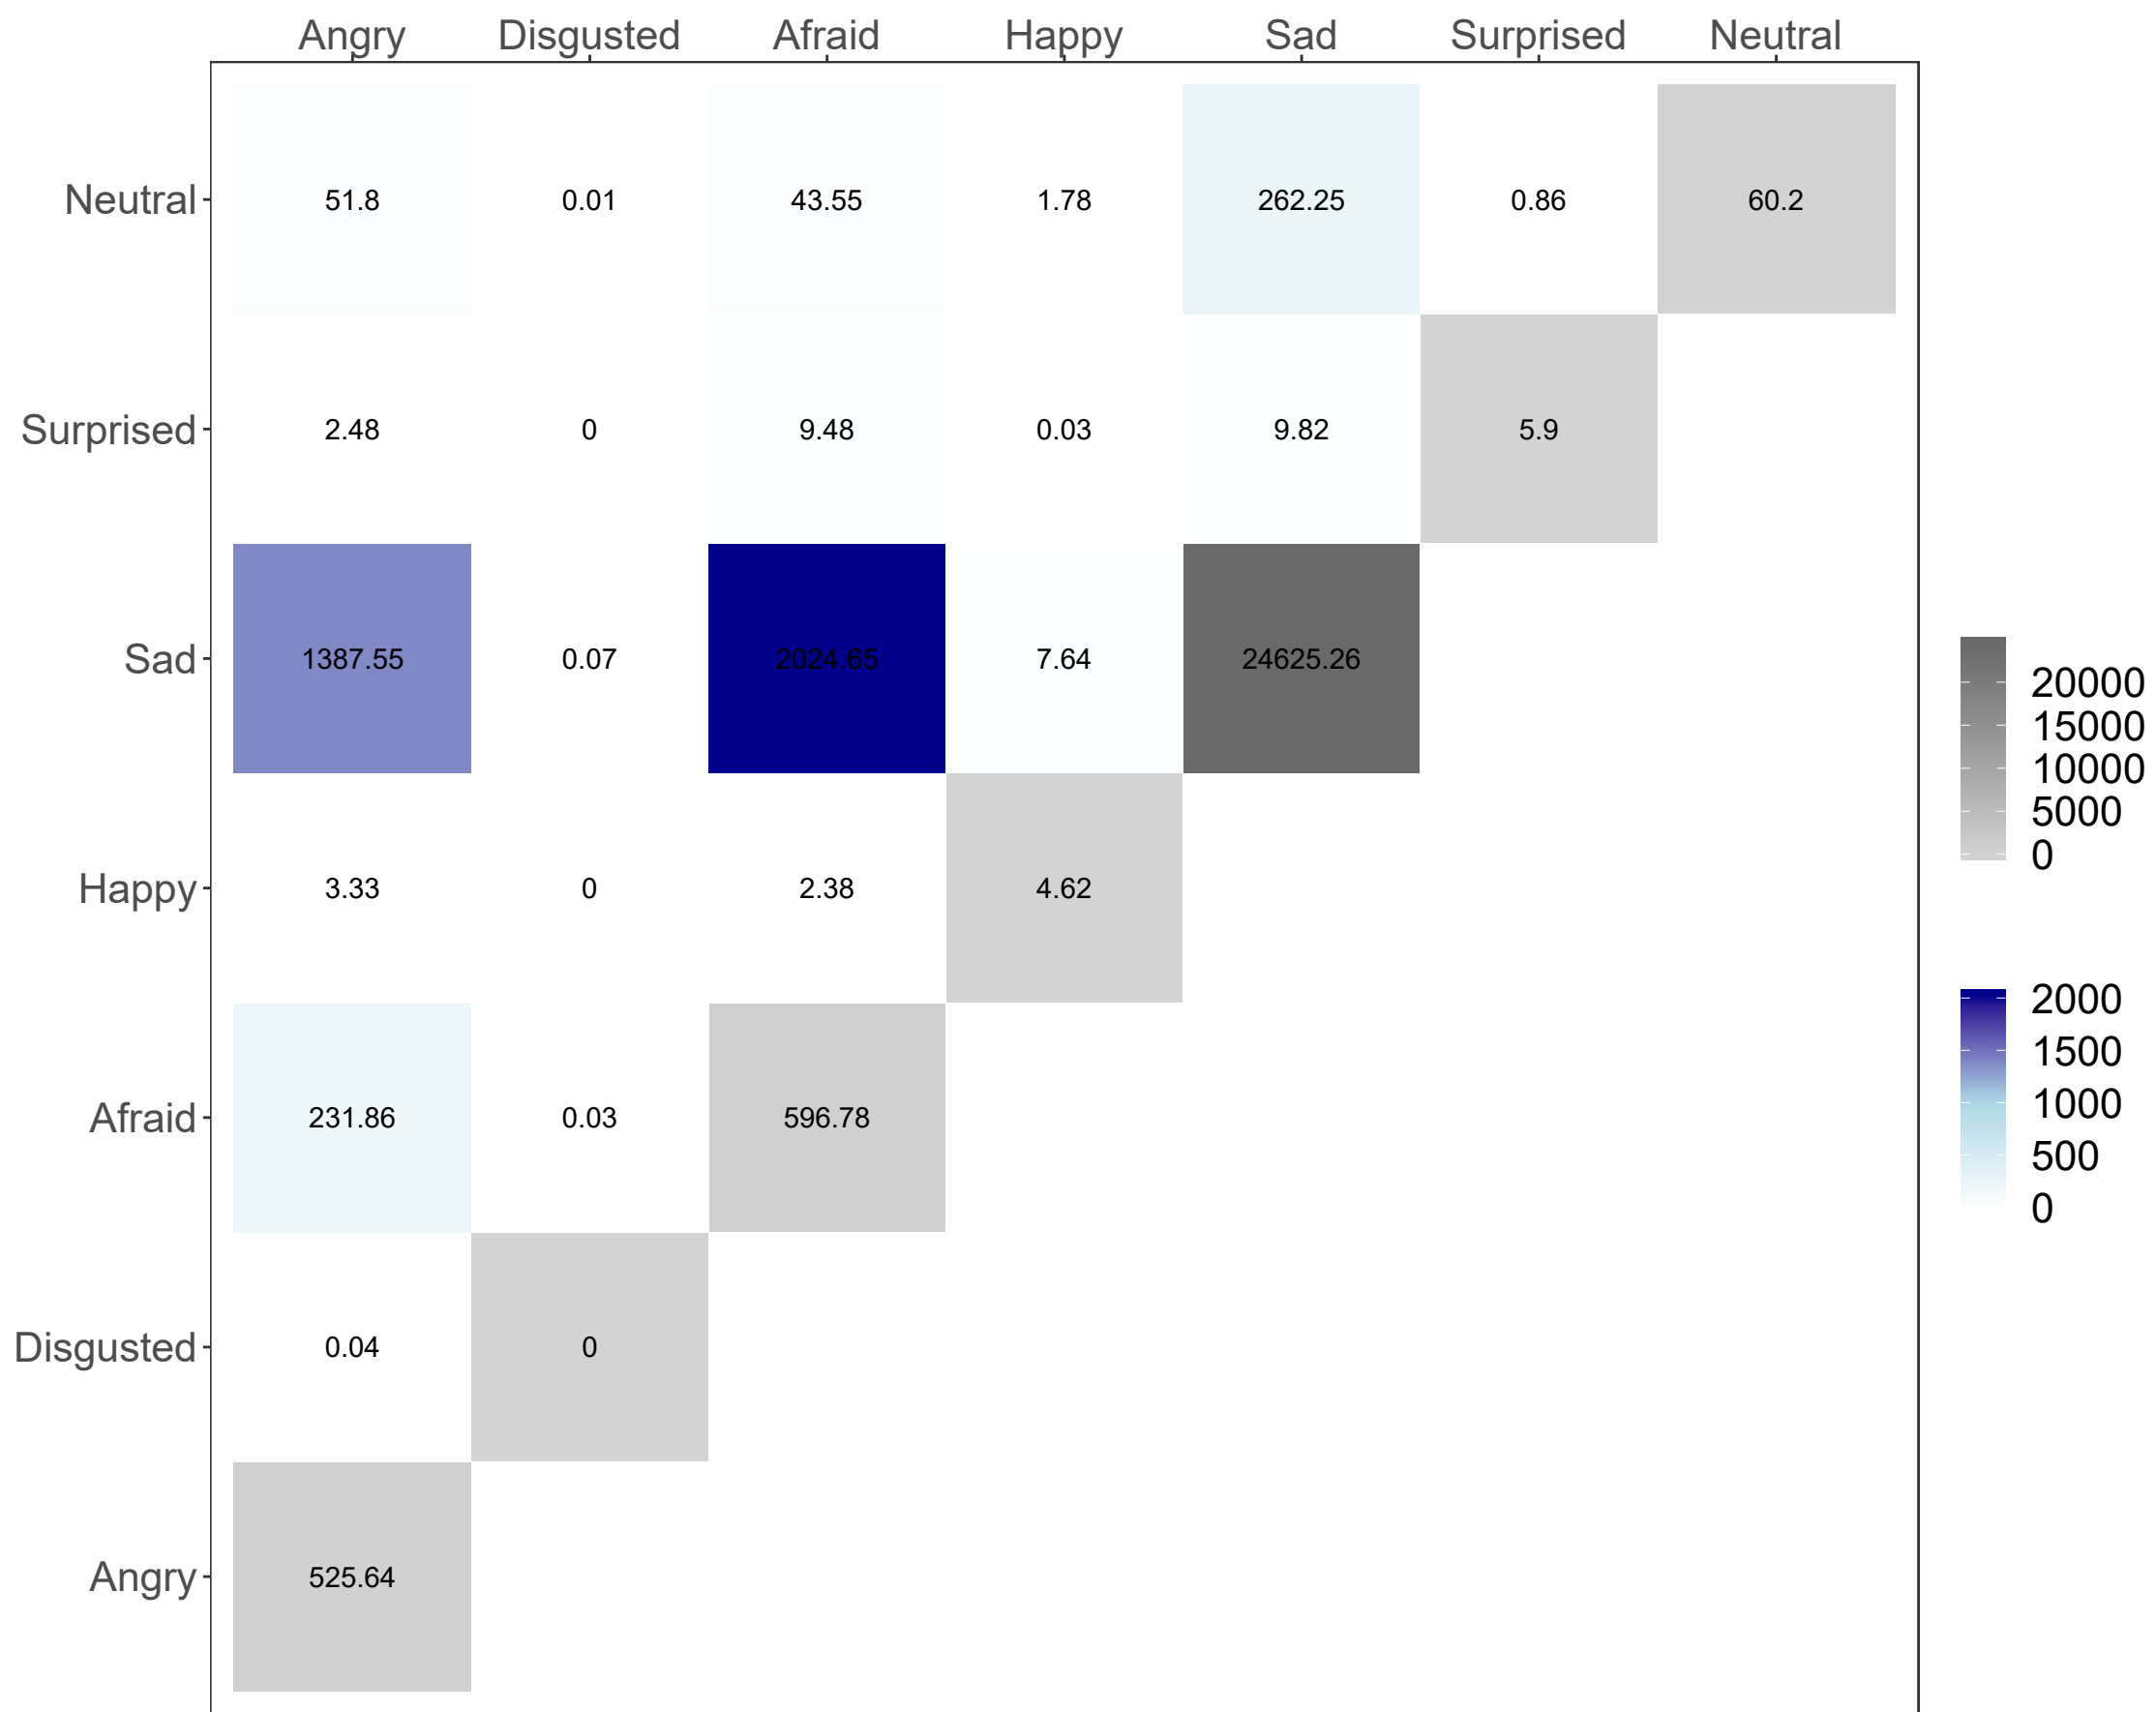 Angry Disgusted Afraid Happy Sad Surprised Neutral
Neutral 51.8 0.01 43.55 1.78 262.25 0.86 60.2
Surprised 2.48 0 9.48 0.03 9.82 5.9
Sad 1387.55 0.07 2024.65 7.64 24625.26
Happy 3.33 0 2.38 4.62
Afraid 231.86 0.03 596.78
Disgusted 0.04 0
Angry 525.64
20000
15000
10000
5000
0
2000
1500
1000
500
0